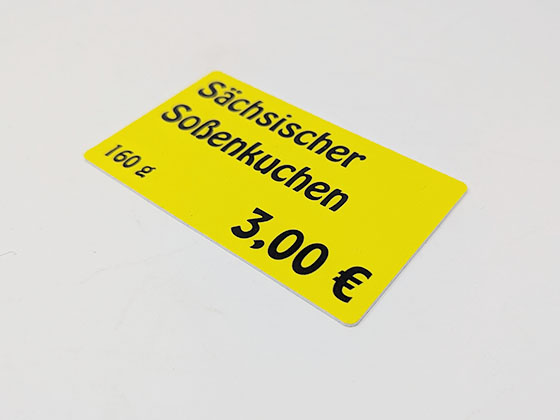 Sächsischer
Soßenkuchen
160 g
3,00 €